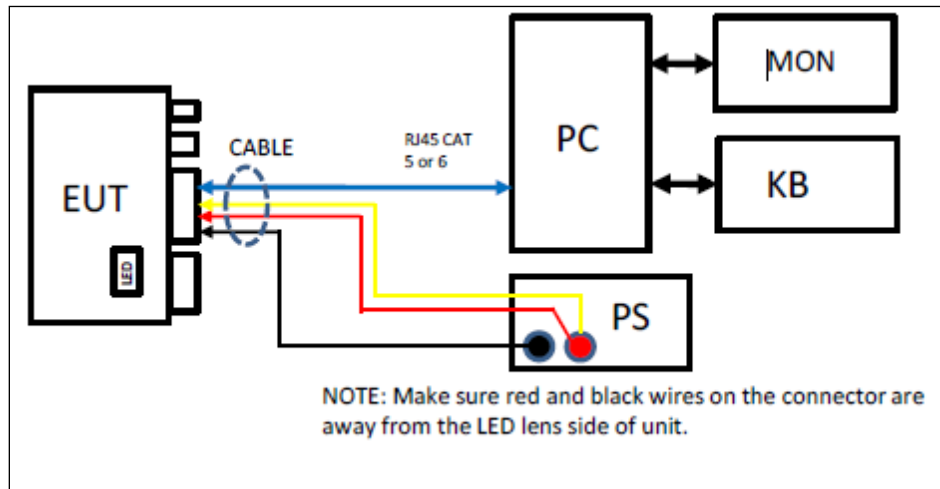 EUT
LED
CABLE
RJ45 CAT
5 or 6
PC
MON
KB
PS
NOTE: Make sure red and black wires on the connector are
away from the LED lens side of unit.